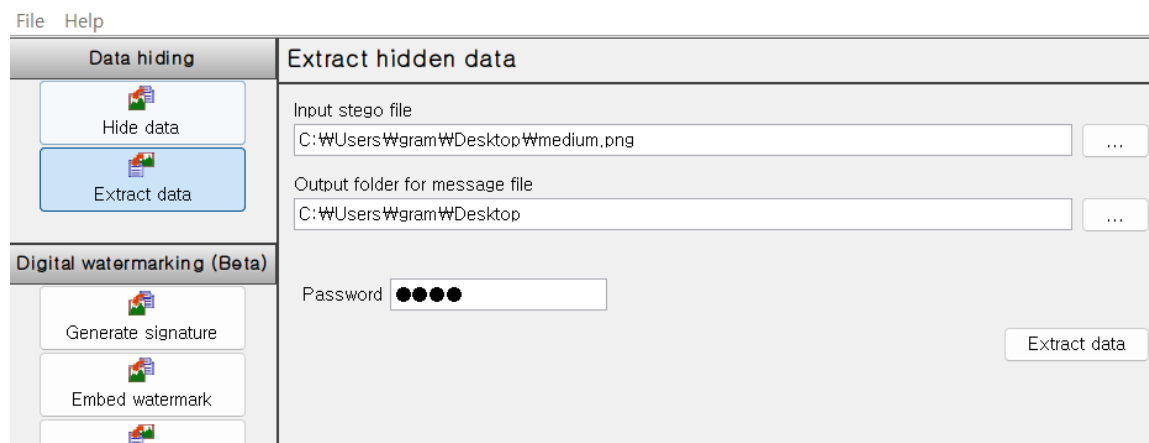 File Help
Data hiding
Hide data
Extract data
Digital watermarking (Beta)
Generate signature
Embed watermark
Extract hidden data
Input stego file
C:₩Users₩gram₩Desktop₩medium.png
...
Output folder for message file
C:₩Users₩gram₩Desktop
...
Password ●●●●
Extract data